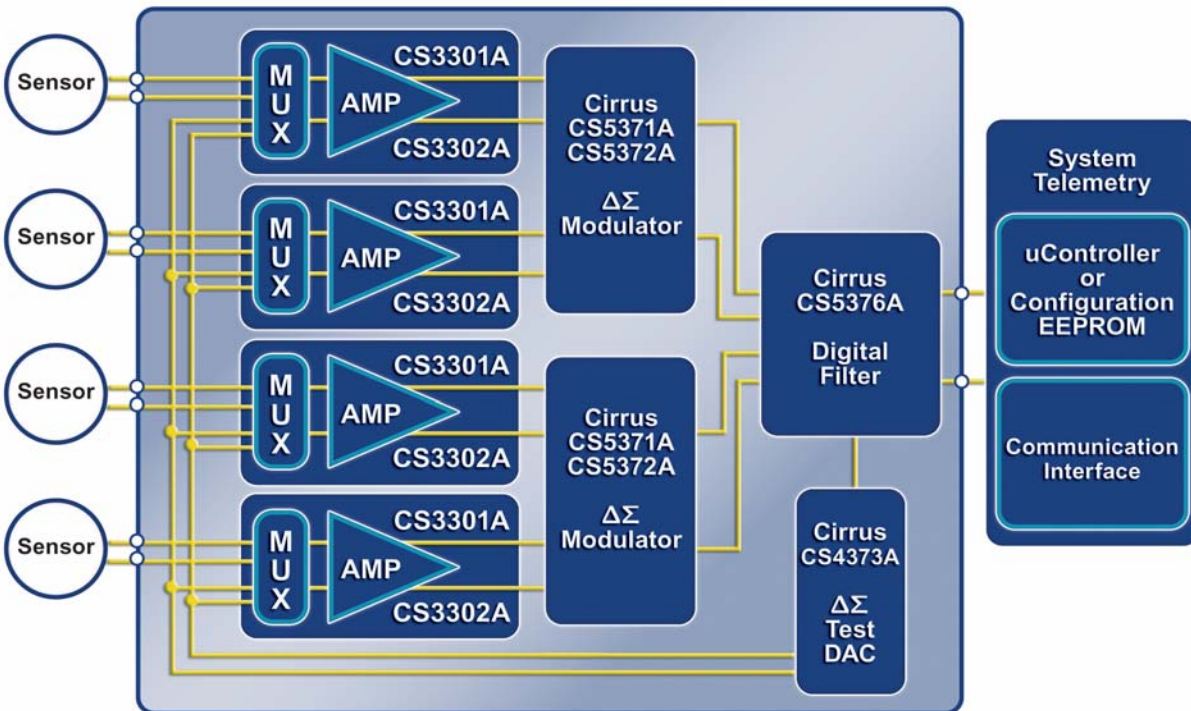 Sensor
M
U
X
AMP
CS3301A
CS3302A
Sensor
M
U
X
AMP
CS3301A
CS3302A
Sensor
M
U
X
AMP
CS3301A
CS3302A
Sensor
M
U
X
AMP
CS3301A
CS3302A
Cirrus
CS5371A
CS5372A
ΔΣ
Modulator
Cirrus
CS5371A
CS5372A
ΔΣ
Modulator
Cirrus
CS5376A
Digital
Filter
Cirrus
CS4373A
ΔΣ
Test
DAC
System
Telemetry
uController
or
Configuration
EEPROM
Communication
Interface